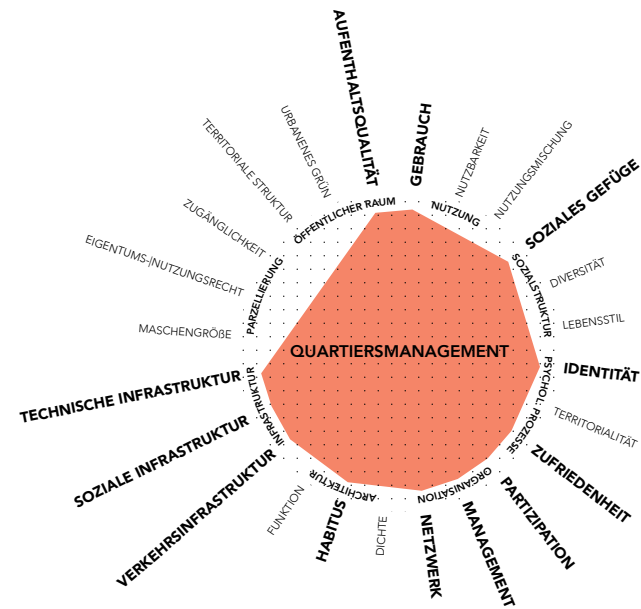 AUFENTHALTSQUALITÄT
GEBRAUCH
NUTZBARKEIT
NUTZUNGSMISCHUNG
SOZIALES GEFÜGE
DIVERSITÄT
LEBENSSTIL
IDENTITÄT
TERRITORIALITÄT
ZUFRIEDENHEIT
PARTIZIPATION
MANAGEMENT
NETZWERK
DICHTE
HABITUS
FUNKTION
VERKEHRSINFRASTRUKTUR
SOZIALE INFRASTRUKTUR
TECHNISCHE INFRASTRUKTUR
MASCHENGRÖßE
EIGENTUMS-|NUTZUNGSRECHT
ZUGÄNGLICHKEIT
TERRITORIALE STRUKTUR
URBANENES GRÜN
ÖFFENTLICHER RAUM
NUTZUNG
SOZIALSTRUKTUR
PSYCHOL. PROZESSE
ORGANISATION
ARCHITEKTUR
INFRASTRUKTUR
PARZELLIERUNG
QUARTIERSMANAGEMENT